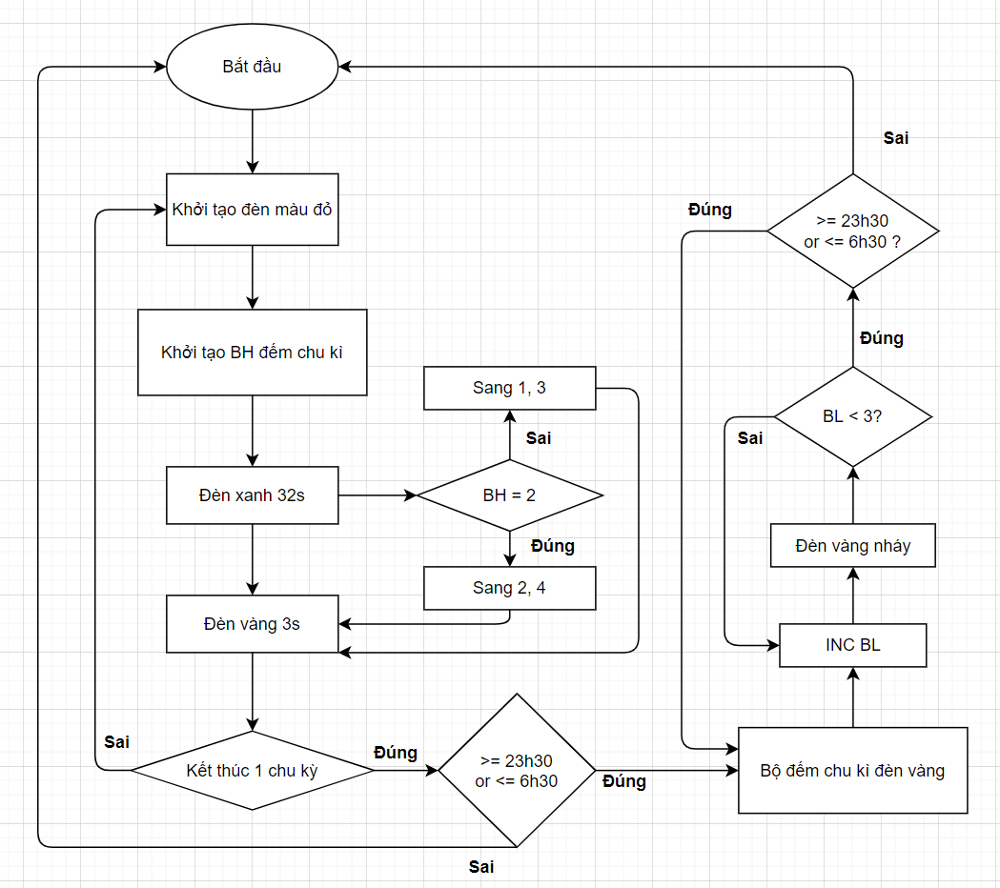 Bắt đầu
Sai
Khởi tạo đèn màu đỏ
Đúng
>= 23h30
or <= 6h30 ?
Khởi tạo BH đếm chu kì
Đúng
Sang 1, 3
BL < 3?
Sai
Sai
Đèn xanh 32s
BH = 2
Đúng
Đèn vàng nháy
Sang 2, 4
Đèn vàng 3s
INC BL
Sai
Kết thúc 1 chu kỳ
Đúng
>= 23h30
or <= 6h30
Đúng
Bộ đếm chu kì đèn vàng
Sai